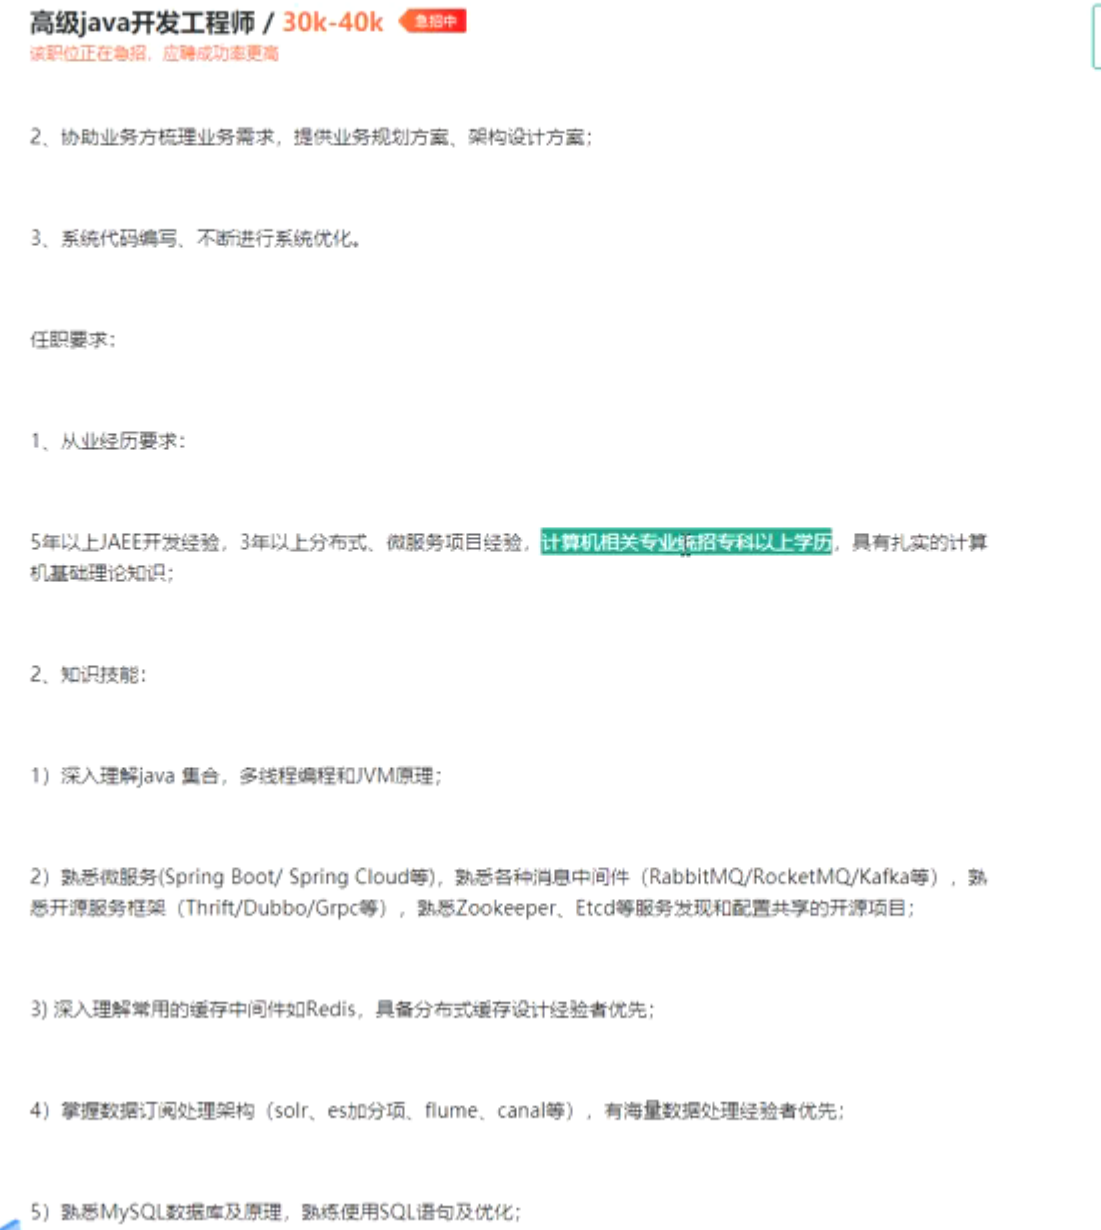 高级java开发工程师 / 30k-40k 急招中
该职位正在急招，应聘成功率更高
2、协助业务方梳理业务需求，提供业务规划方案、架构设计方案；
3、系统代码编写、不断进行系统优化。
任职要求：
1、从业经历要求：
5年以上JAEE开发经验，3年以上分布式、微服务项目经验，计算机相关专业统招专科以上学历，具有扎实的计算
机基础理论知识；
2、知识技能：
1）深入理解java 集合，多线程编程和JVM原理；
2）熟悉微服务(Spring Boot/ Spring Cloud等)，熟悉各种消息中间件（RabbitMQ/RocketMQ/Kafka等），熟
悉开源服务框架（Thrift/Dubbo/Grpc等），熟悉Zookeeper、Etcd等服务发现和配置共享的开源项目；
3) 深入理解常用的缓存中间件如Redis，具备分布式缓存设计经验者优先；
4）掌握数据订阅处理架构（solr、es加分项、flume、canal等），有海量数据处理经验者优先；
5）熟悉MySQL数据库及原理，熟练使用SQL语句及优化；